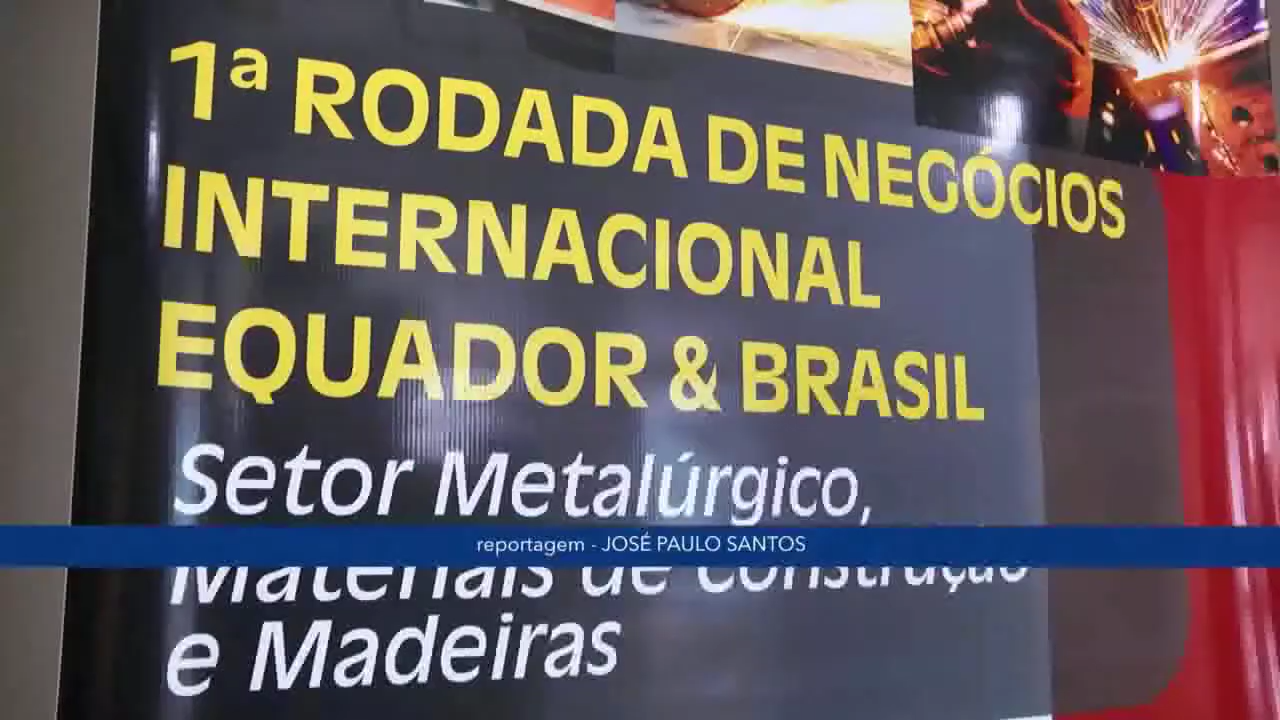 1ª RODADA DE NEGÓCIOS
INTERNACIONAL
EQUADOR & BRASIL
Setor Metalúrgico,
reportagem - JOSÉ PAULO SANTOS
Materiais de Construção
e Madeiras